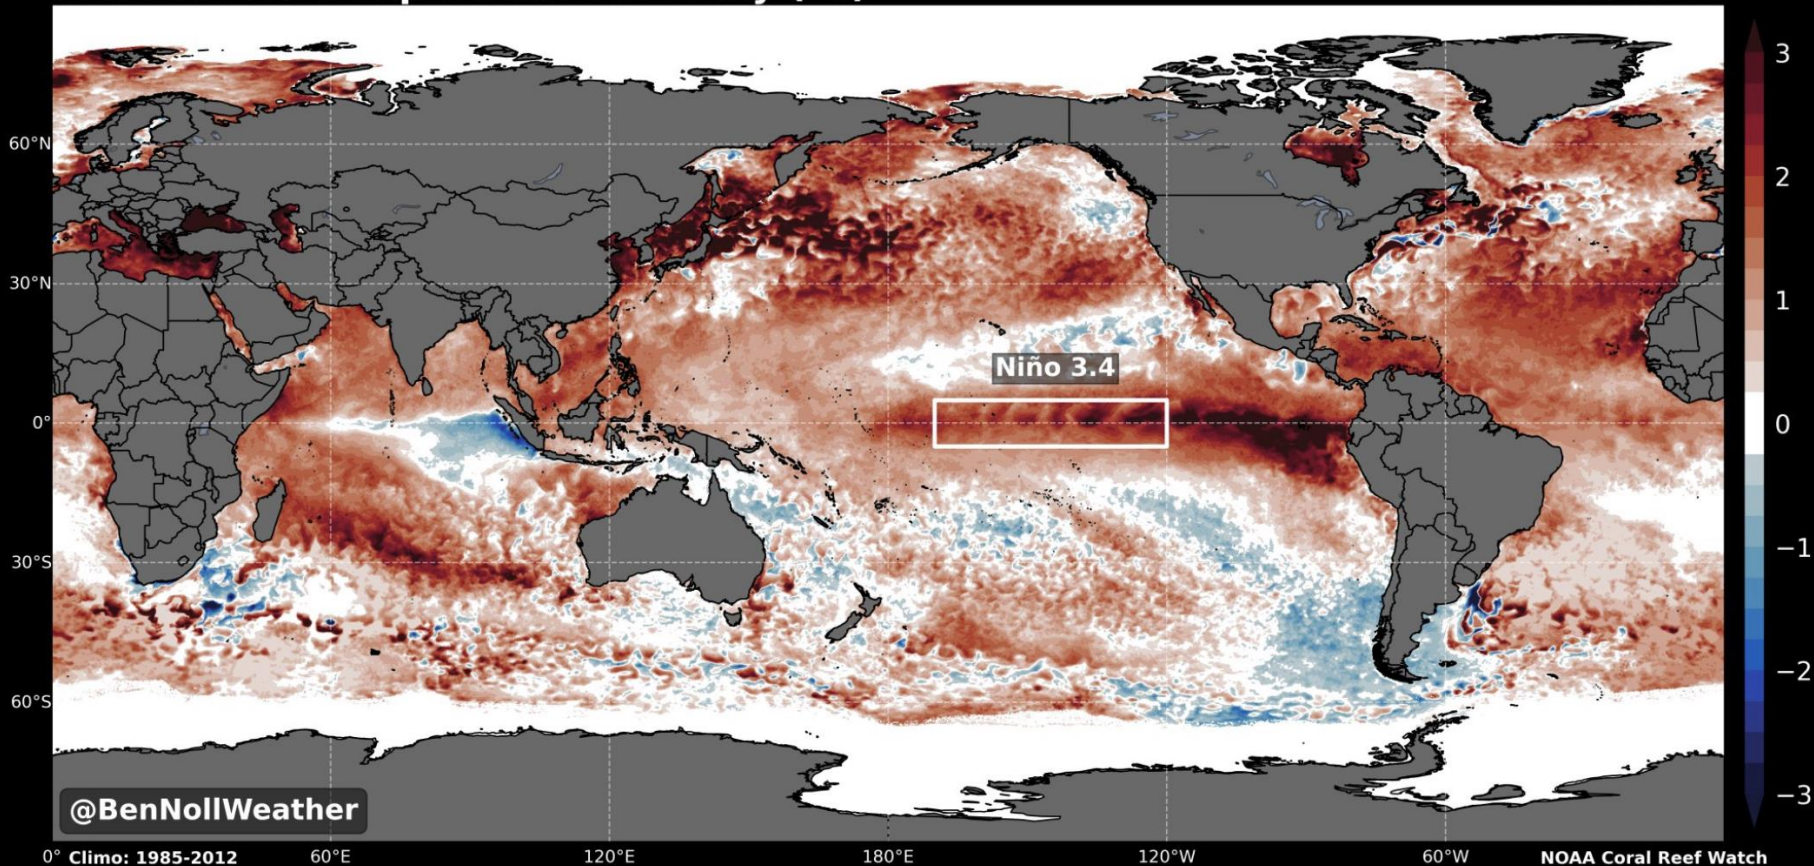 Niño 3.4
3
2
1
0
−1
−2
−3
60°N
30°N
0°
30°S
60°S
@BenNollWeather
0°
60°E
120°E
180°E
120°W
60°W
Climo: 1985-2012
NOAA Coral Reef Watch